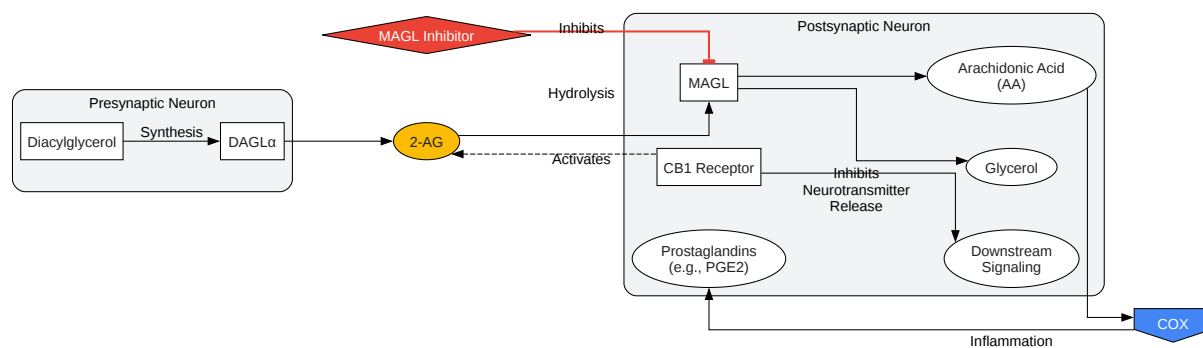 Postsynaptic Neuron
MAGL Inhibitor
Inhibits
MAGL
Arachidonic Acid
(AA)
Hydrolysis
Presynaptic Neuron
Diacylglycerol
Synthesis
DAGLα
2-AG
Activates
CB1 Receptor
Glycerol
Inhibits
Neurotransmitter
Release
Prostaglandins
(e.g., PGE2)
Downstream
Signaling
COX
Inflammation